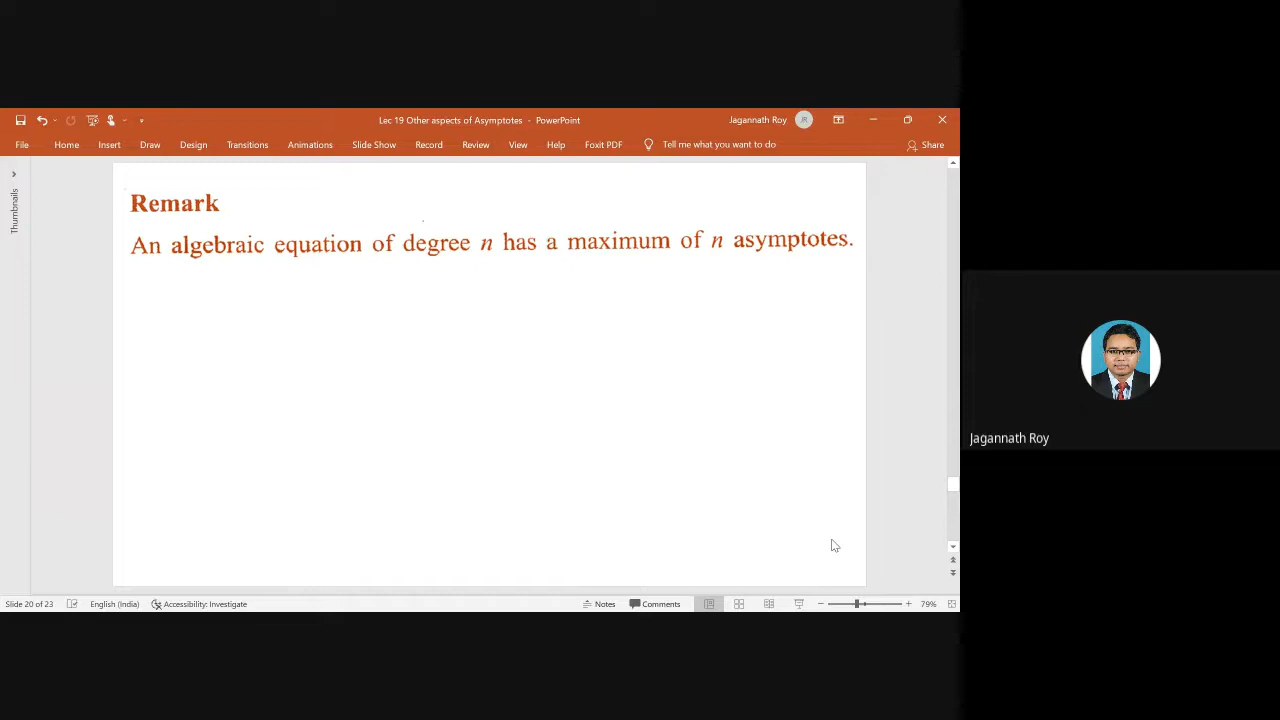 Lec 19 Other aspects of Asymptotes - PowerPoint
Jagannath Roy
JR
File Home Insert Draw Design Transitions Animations Slide Show Record Review View Help Foxit PDF Tell me what you want to do Share
Thumbnails
Remark
An algebraic equation of degree n has a maximum of n asymptotes.
Jagannath Roy
Slide 20 of 23 English (India) Accessibility: Investigate Notes Comments 79%